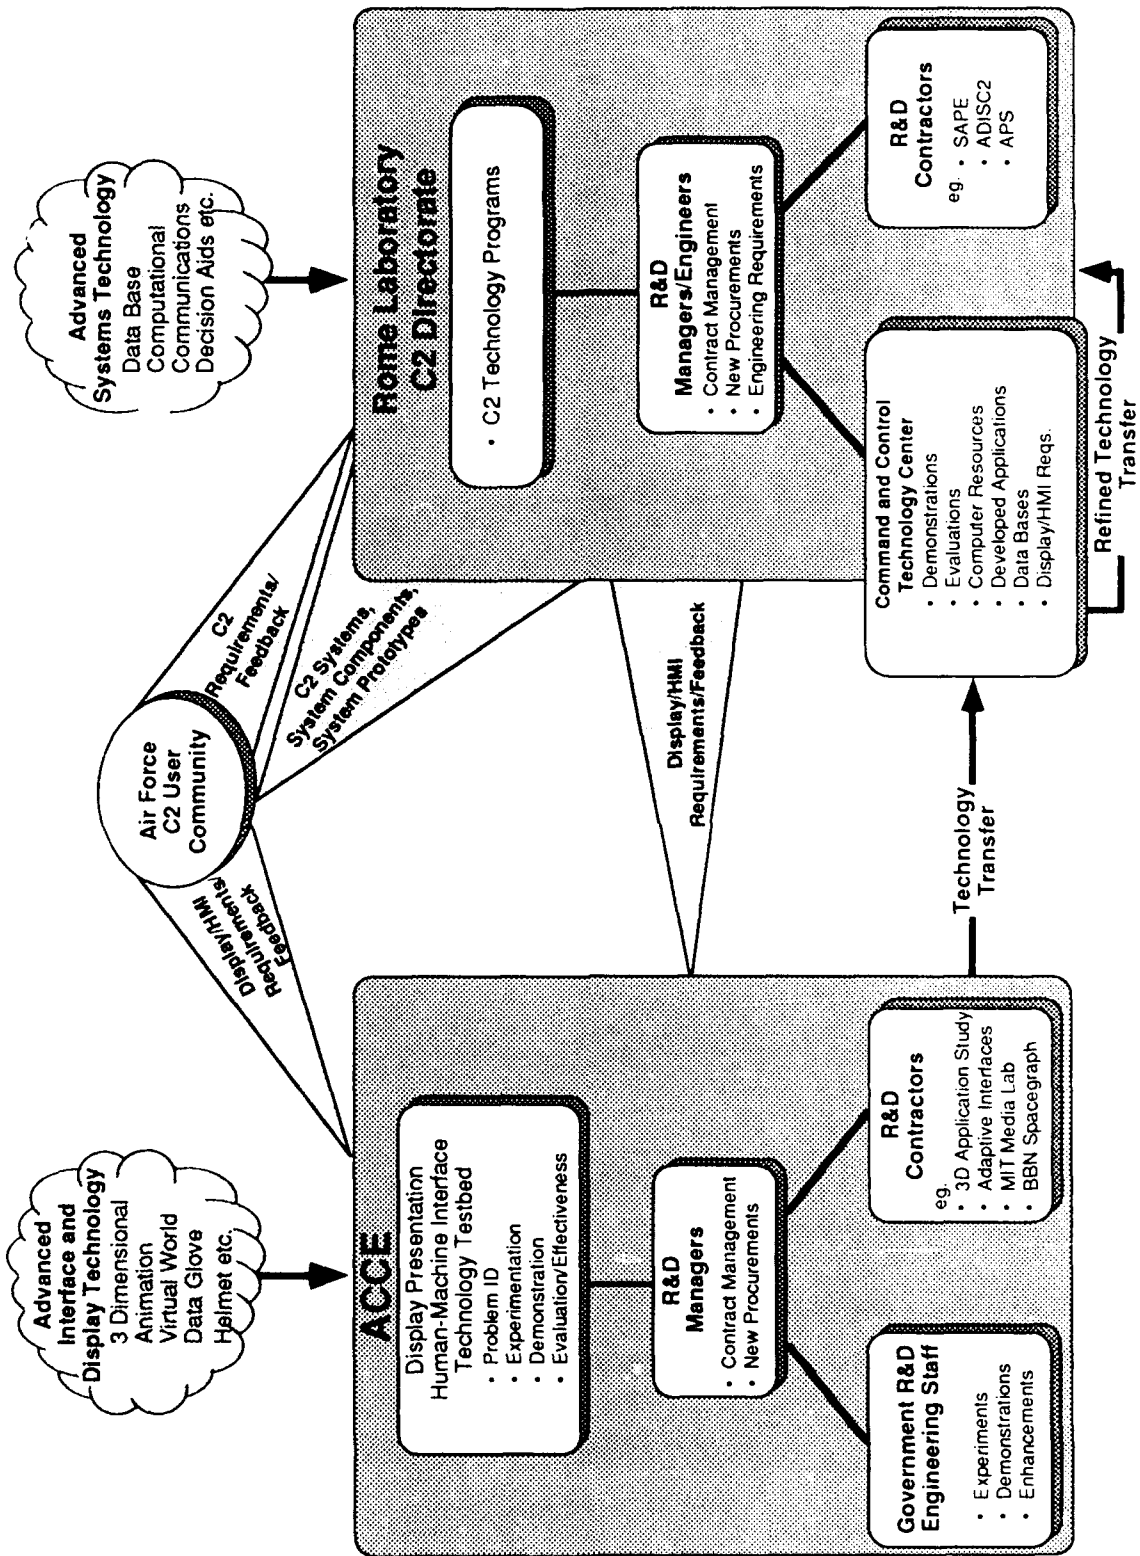 Advanced
Interface and
Display Technology
3 Dimensional
Animation
Virtual World
Data Glove
Helmet etc.
Air Force
C2 User
Community
Advanced
Systems Technology
Data Base
Computational
Communications
Decision Aids etc.
Display/HMI
Requirements/
Feedback
C2
Requirements/
Feedback
C2 Systems,
System Components,
System Prototypes
ACCE
Display Presentation
Human-Machine Interface
Technology Testbed
• Problem ID
• Experimentation
• Demonstration
• Evaluation/Effectiveness
R&D
Managers
• Contract Management
• New Procurements
Government R&D
Engineering Staff
• Experiments
• Demonstrations
• Enhancements
R&D
Contractors
eg.
• 3D Application Study
• Adaptive Interfaces
• MIT Media Lab
• BBN Spacegraph
Display/HMI
Requirements/Feedback
Technology
Transfer
Rome Laboratory
C2 Directorate
• C2 Technology Programs
R&D
Managers/Engineers
• Contract Management
• New Procurements
• Engineering Requirements
Command and Control
Technology Center
• Demonstrations
• Evaluations
• Computer Resources
• Developed Applications
• Data Bases
• Display/HMI Reqs.
R&D
Contractors
eg. • SAPE
• ADISC2
• APS
Refined Technology
Transfer